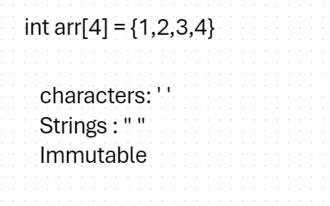 int arr[4] = {1,2,3,4}
characters: ' '
Strings : " "
Immutable